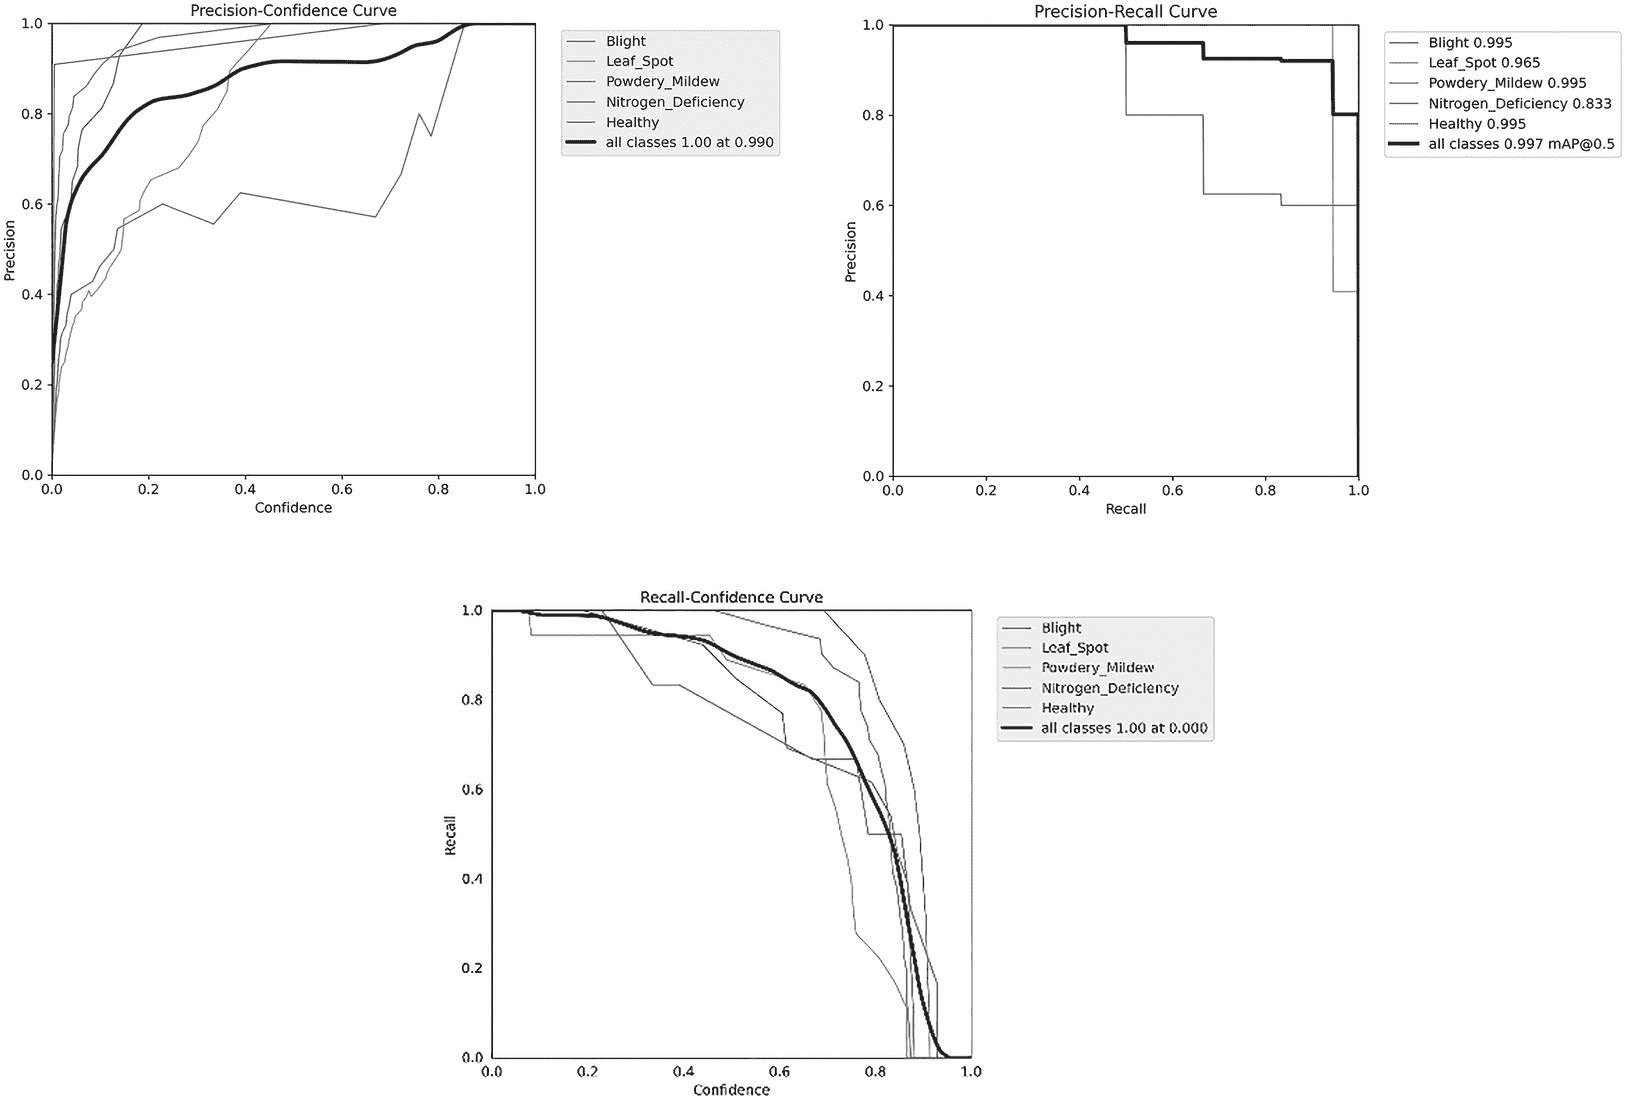 Precision-Confidence Curve
1.0
0.8
0.6
0.4
0.2
0.0
Precision
0.0 0.2 0.4 0.6 0.8 1.0
Confidence
Blight
Leaf_Spot
Powdery_Mildew
Nitrogen_Deficiency
Healthy
all classes 1.00 at 0.990
Precision-Recall Curve
1.0
0.8
0.6
0.4
0.2
0.0
Precision
0.0 0.2 0.4 0.6 0.8 1.0
Recall
Blight 0.995
Leaf_Spot 0.965
Powdery_Mildew 0.995
Nitrogen_Deficiency 0.833
Healthy 0.995
all classes 0.997 mAP@0.5
Recall-Confidence Curve
1.0
0.8
0.6
0.4
0.2
0.0
Recall
0.0 0.2 0.4 0.6 0.8 1.0
Confidence
Blight
Leaf_Spot
Powdery_Mildew
Nitrogen_Deficiency
Healthy
all classes 1.00 at 0.000